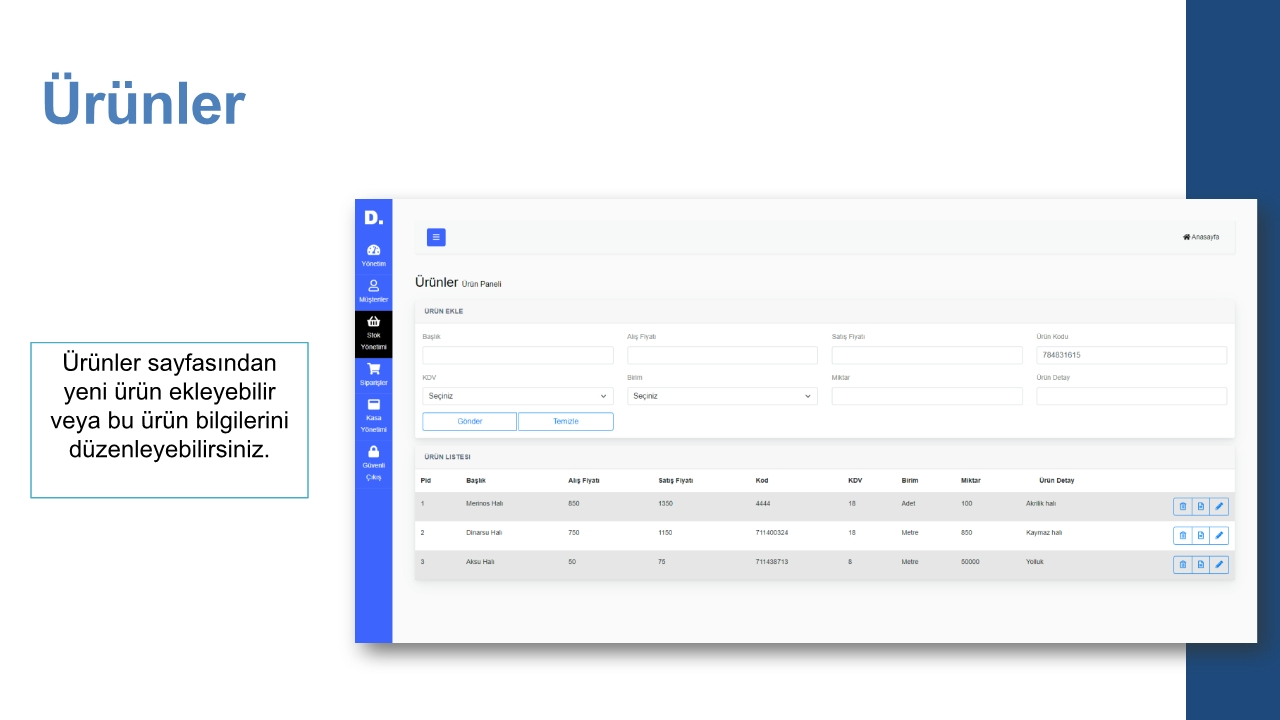 Ürünler
Ürünler sayfasından
yeni ürün ekleyebilir
veya bu ürün bilgilerini
düzenleyebilirsiniz.
D.
Yönetim
Müşteriler
Stok
Yönetimi
Siparişler
Kasa
Yönetimi
Güvenli
Çıkış
Anasayfa
Ürünler Ürün Paneli
ÜRÜN EKLE
Başlık Alış Fiyatı Satış Fiyatı Ürün Kodu
784831615
KDV Birim Miktar Ürün Detay
Seçiniz Seçiniz
Gönder Temizle
ÜRÜN LISTESI
Pid Başlık Alış Fiyatı Satış Fiyatı Kod KDV Birim Miktar Ürün Detay
1 Merinos Halı 850 1350 4444 18 Adet 100 Akrilik halı
2 Dinarsu Halı 750 1150 711400324 18 Metre 850 Kaymaz halı
3 Aksu Halı 50 75 711438713 8 Metre 50000 Yolluk